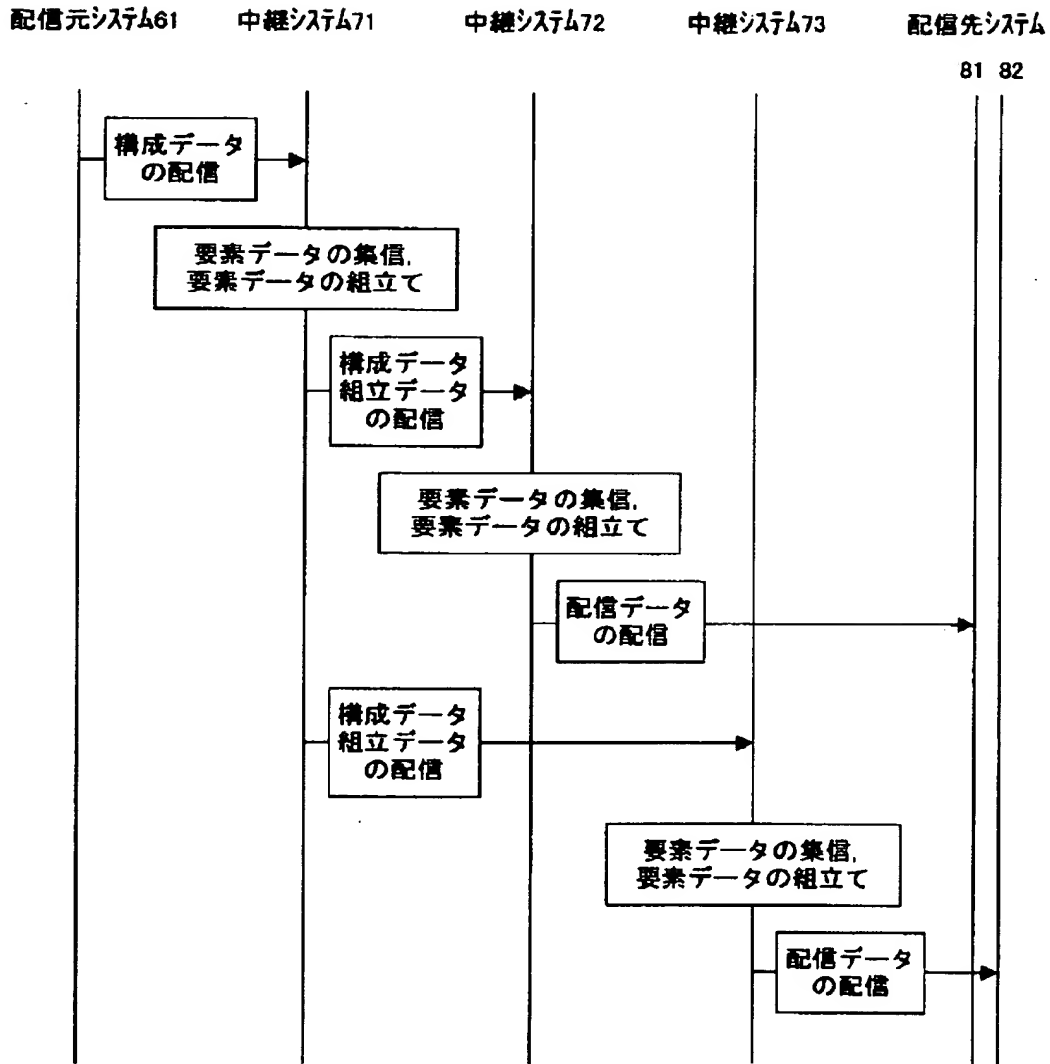 配信元システム61 中継システム71 中継システム72 中継システム73 配信先システム
81 82
構成データ
の配信
要素データの集信,
要素データの組立て
構成データ
組立データ
の配信
要素データの集信,
要素データの組立て
配信データ
の配信
構成データ
組立データ
の配信
要素データの集信,
要素データの組立て
配信データ
の配信